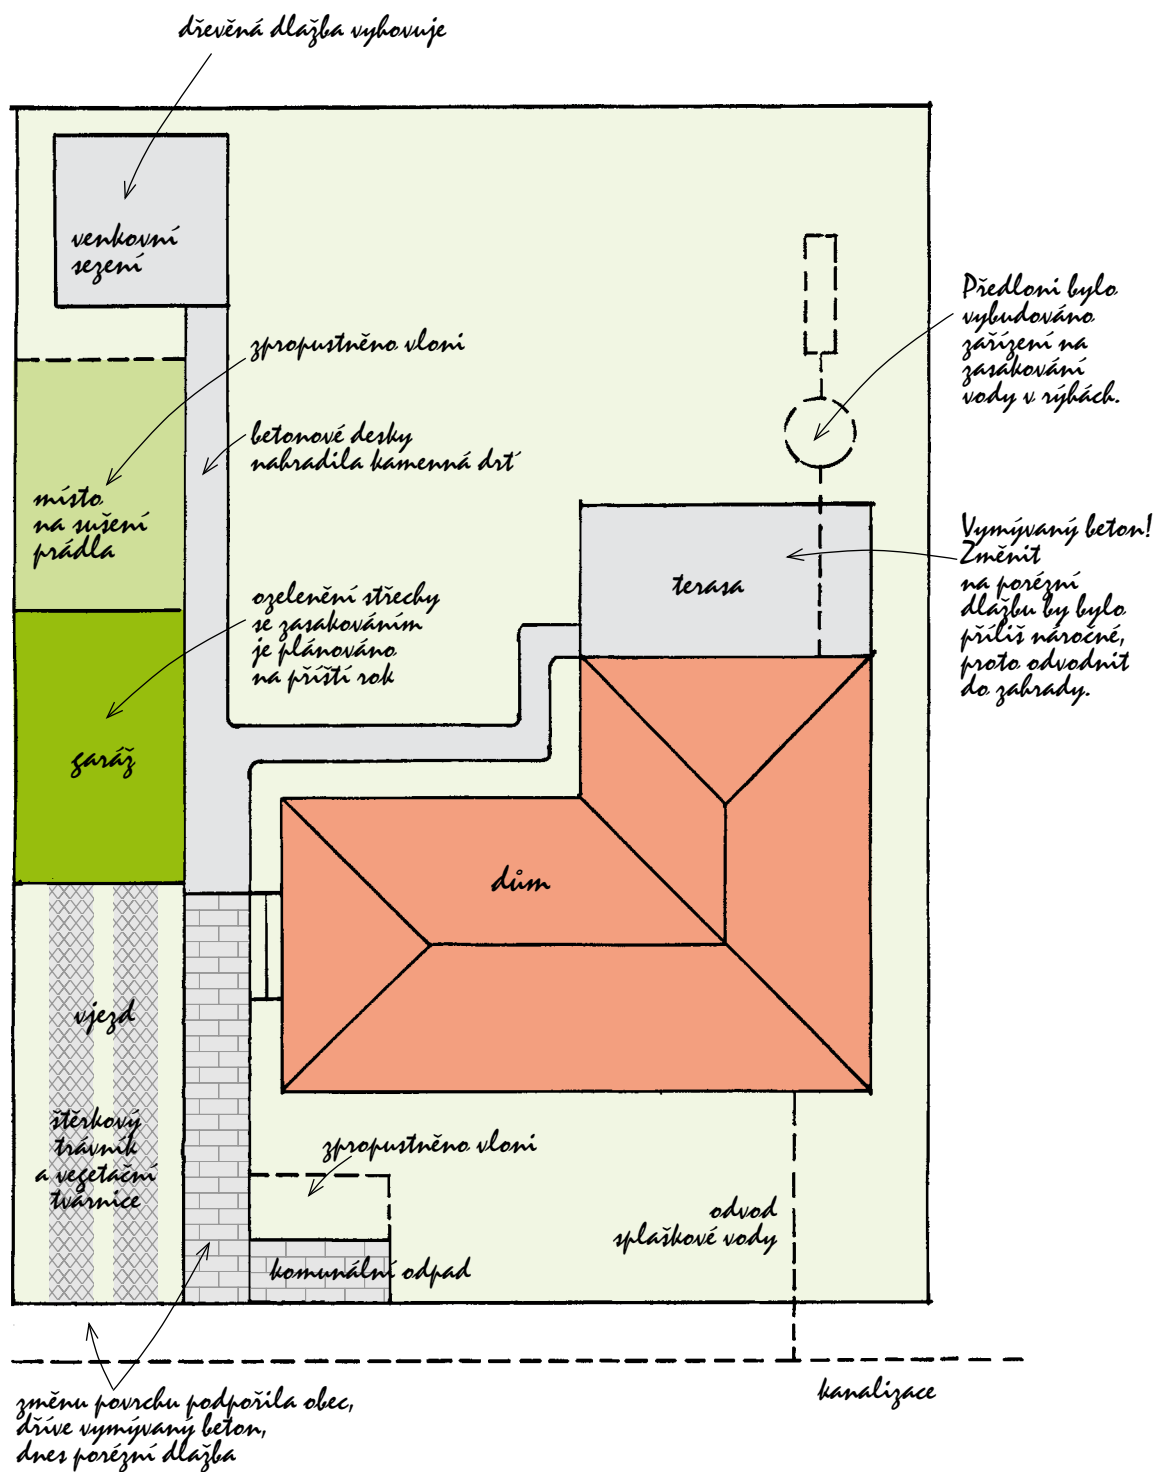 dřevěná dlažba vyhovuje
venkovní
sezení
Předloni bylo
vybudováno
zařízení na
zasakování
vody v rýhách.
zpropustněno vloni
betonové desky
nahradila kamenná drť
místo
na sušení
prádla
Vymývaný beton!
Změnit
na porézní
dlažbu by bylo
příliš náročné,
proto odvodnit
do zahrady.
terasa
ozelenění střechy
se zasakováním
je plánováno
na příští rok
garáž
dům
vjezd
štěrkový
trávník
a vegetační
tvárnice
zpropustněno vloni
odvod
splaškové vody
komunální odpad
kanalizace
změnu povrchu podpořila obec,
dříve vymývaný beton,
dnes porézní dlažba